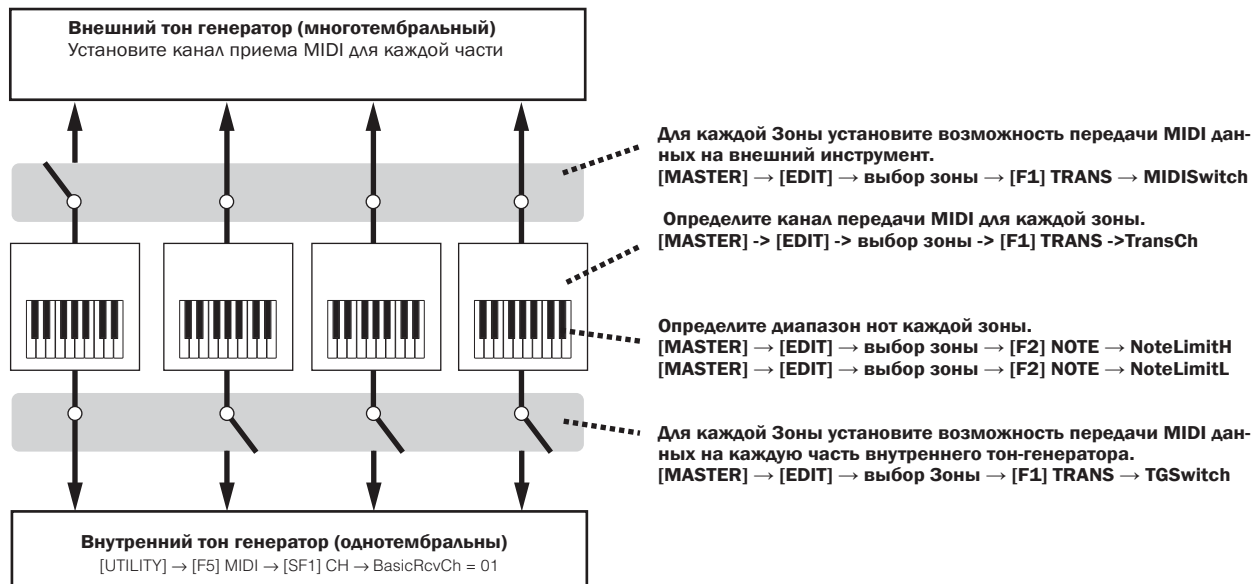 Внешний тон генератор (многотембральный)
Установите канал приема MIDI для каждой части
Для каждой Зоны установите возможность передачи MIDI дан-
ных на внешний инструмент.
[MASTER] → [EDIT] → выбор зоны → [F1] TRANS → MIDISwitch
Определите канал передачи MIDI для каждой зоны.
[MASTER] -> [EDIT] -> выбор зоны -> [F1] TRANS ->TransCh
Определите диапазон нот каждой зоны.
[MASTER] → [EDIT] → выбор зоны → [F2] NOTE → NoteLimitH
[MASTER] → [EDIT] → выбор зоны → [F2] NOTE → NoteLimitL
Для каждой Зоны установите возможность передачи MIDI дан-
ных на каждую часть внутреннего тон-генератора.
[MASTER] → [EDIT] → выбор Зоны → [F1] TRANS → TGSwitch
Внутренний тон генератор (однотембральны)
[UTILITY] → [F5] MIDI → [SF1] CH → BasicRcvCh = 01